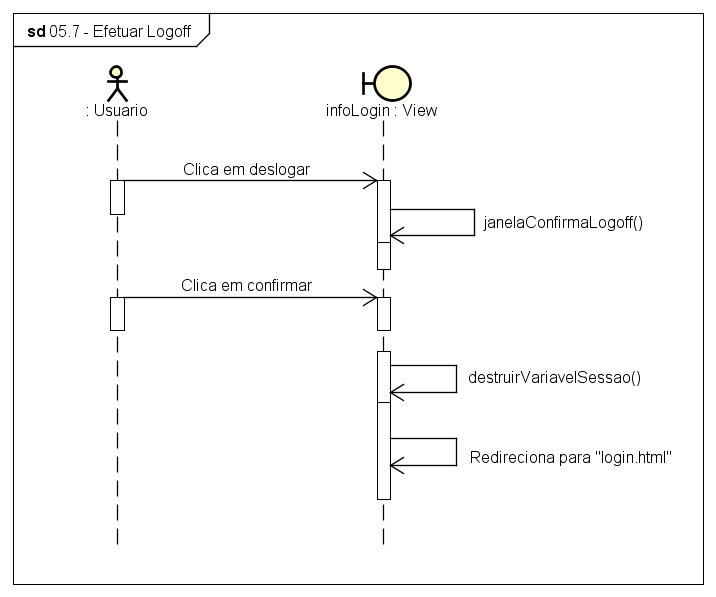 sd 05.7 - Efetuar Logoff
: Usuario
infoLogin : View
Clica em deslogar
janelaConfirmaLogoff()
Clica em confirmar
destruirVariavelSessao()
Redireciona para "login.html"